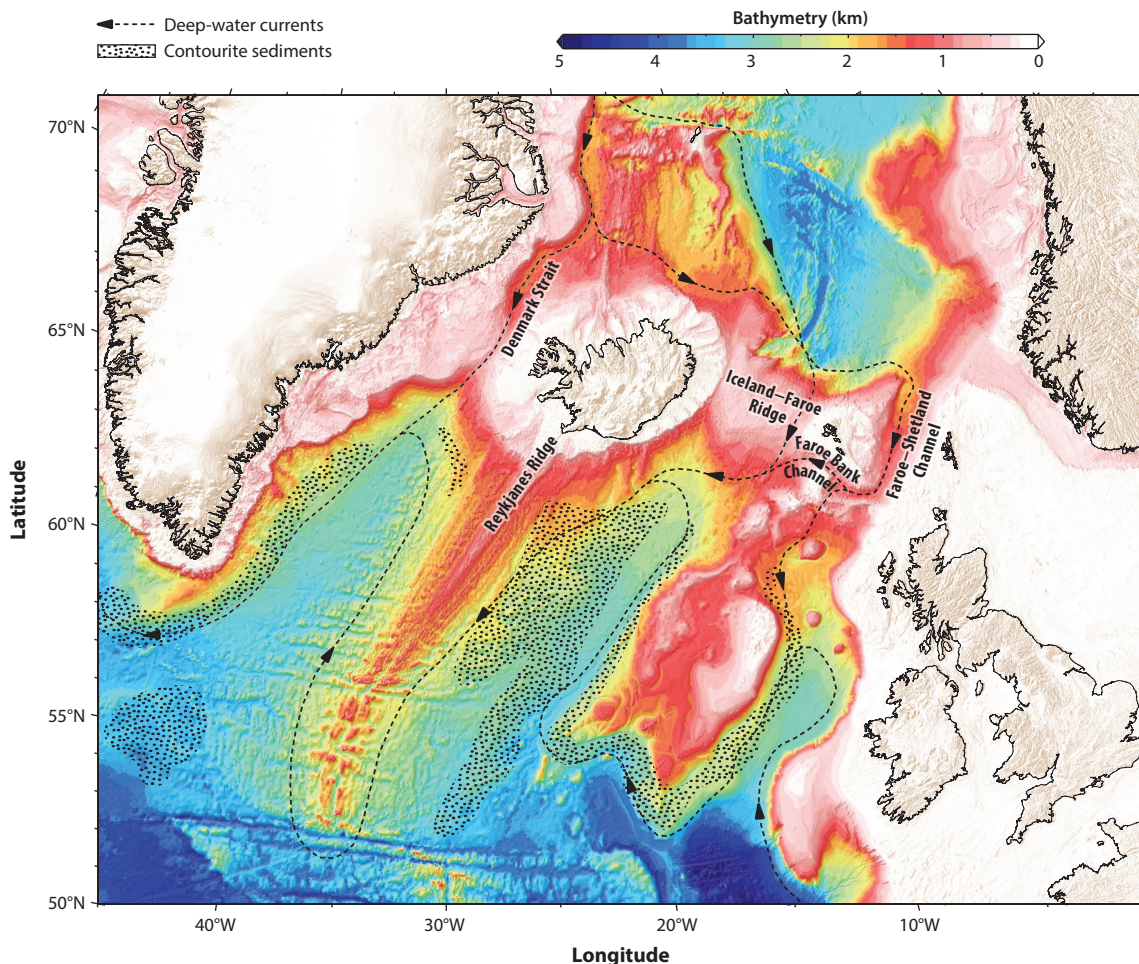 Deep-water currents
Contourite sediments
Bathymetry (km)
5 4 3 2 1 0
70°N
65°N
60°N
55°N
50°N
Latitude
Denmark Strait
Iceland–Faroe
Ridge
Faroe Bank
Channel
Faroe–Shetland
Channel
Reykjanes Ridge
40°W 30°W 20°W 10°W
Longitude